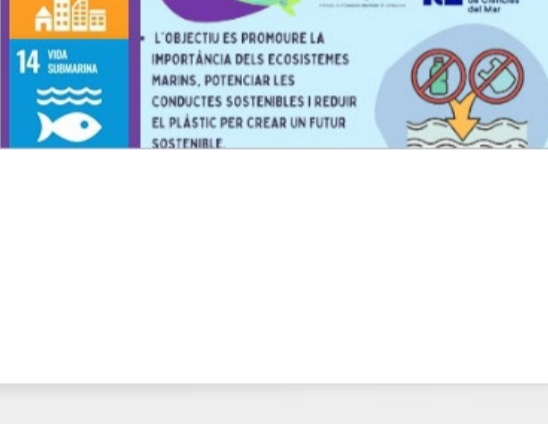 de Ciències
del Mar
L'OBJECTIU ES PROMOURE LA
IMPORTÀNCIA DELS ECOSISTEMES
MARINS, POTENCIAR LES
CONDUCTES SOSTENIBLES I REDUIR
EL PLÀSTIC PER CREAR UN FUTUR
SOSTENIBLE.
14 VIDA
SUBMARINA